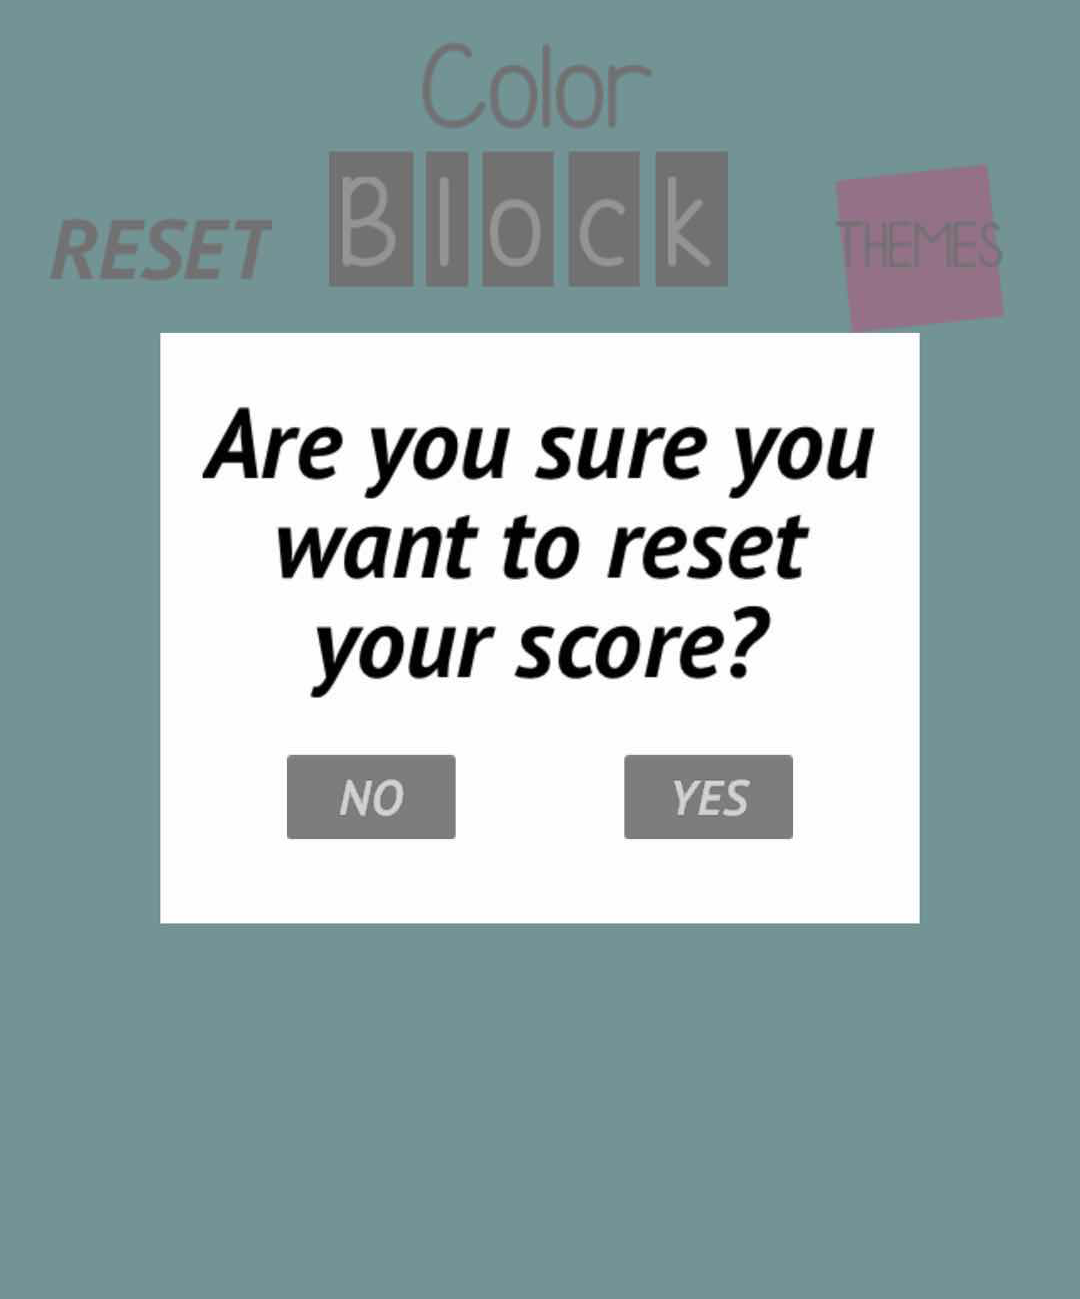 Color
Block
RESET
THEMES
Are you sure you
want to reset
your score?
NO
YES